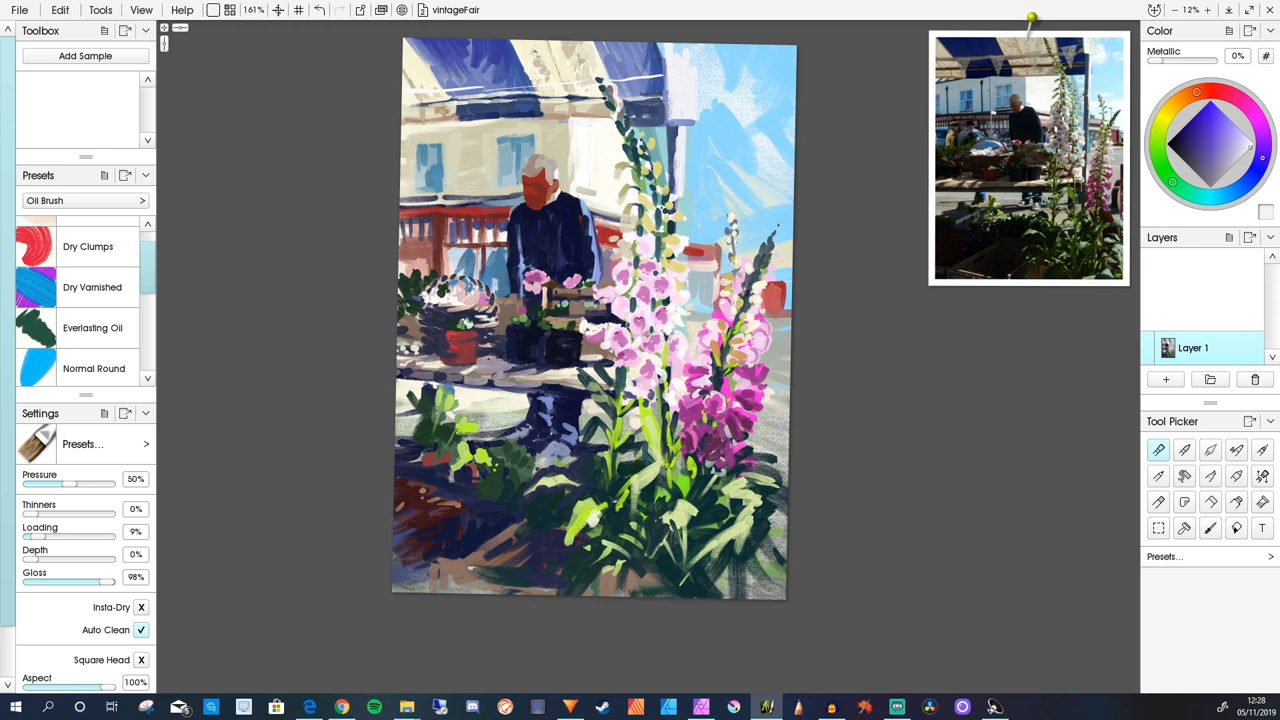 File Edit Tools View Help 161% vintageFair 12%
Toolbox
Add Sample
Presets
Oil Brush >
Dry Clumps
Dry Varnished
Everlasting Oil
Normal Round
Settings
Presets... >
Pressure 50%
Thinners 0%
Loading 9%
Depth 0%
Gloss 98%
Insta-Dry X
Auto Clean
Square Head X
Aspect 100%
Color
Metallic
0% #
Layers
Layer 1
Tool Picker
T
Presets... >
12:28
05/11/2019